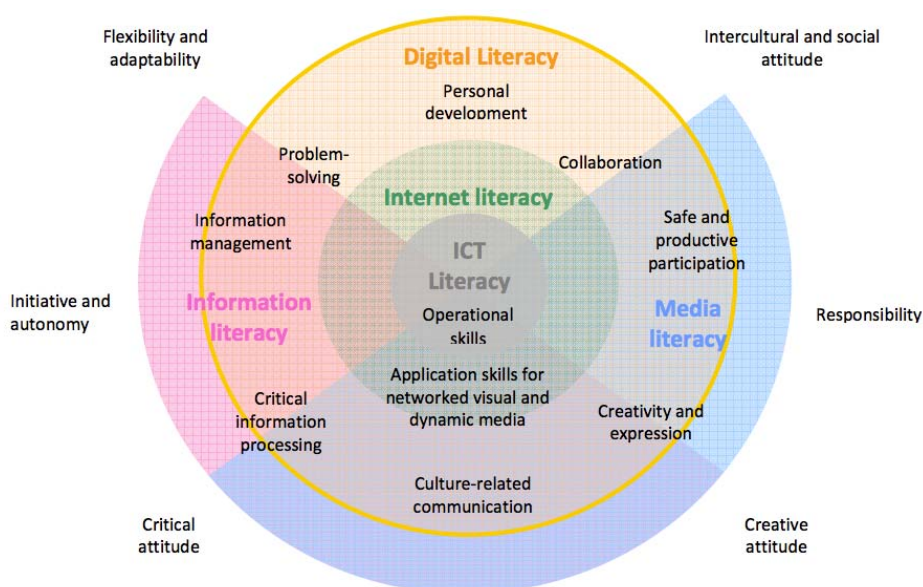 Flexibility and
adaptability
Digital Literacy
Intercultural and social
attitude
Personal
development
Problem-
solving
Collaboration
Internet literacy
Information
management
Safe and
productive
participation
ICT
Literacy
Initiative and
autonomy
Information
literacy
Operational
skills
Media
literacy
Responsibility
Application skills for
networked visual and
dynamic media
Critical
information
processing
Creativity and
expression
Culture-related
communication
Critical
attitude
Creative
attitude